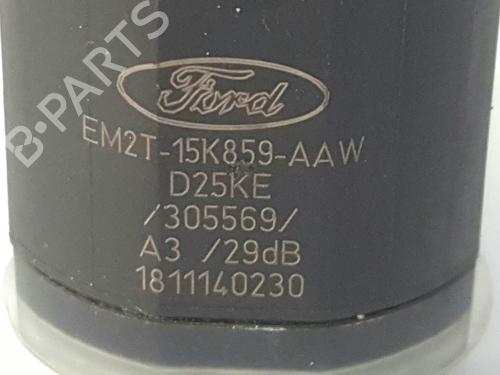 B-PARTS
Ford
EM2T-15K859-AAW
D25KE
/305569/
A3 /29dB
1811140230